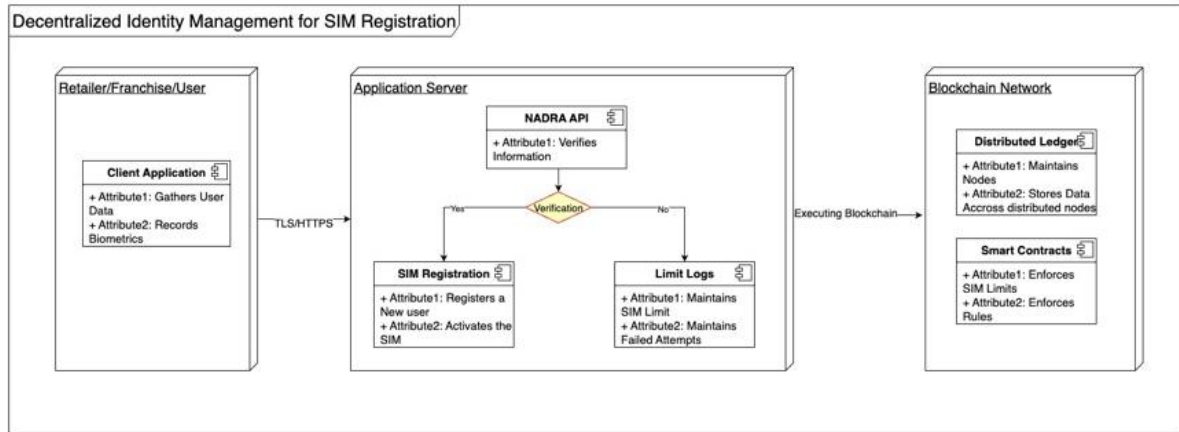 Decentralized Identity Management for SIM Registration
Retailer/Franchise/User
Client Application
+ Attribute1: Gathers User
Data
+ Attribute2: Records
Biometrics
TLS/HTTPS
Application Server
NADRA API
+ Attribute1: Verifies
Information
Verification
Yes
No
SIM Registration
+ Attribute1: Registers a
New user
+ Attribute2: Activates the
SIM
Limit Logs
+ Attribute1: Maintains
SIM Limit
+ Attribute2: Maintains
Failed Attempts
Executing Blockchain
Blockchain Network
Distributed Ledger
+ Attribute1: Maintains
Nodes
+ Attribute2: Stores Data
Accross distributed nodes
Smart Contracts
+ Attribute1: Enforces
SIM Limits
+ Attribute2: Enforces
Rules